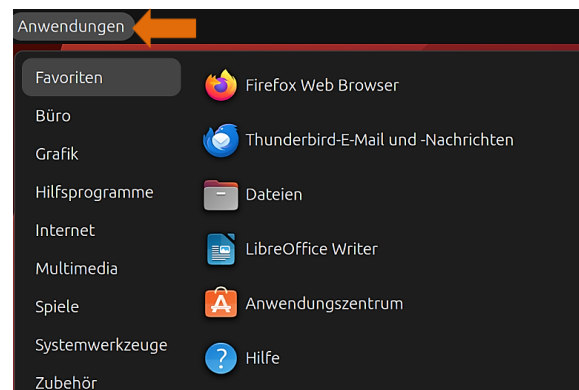 Anwendungen
Favoriten
Büro
Grafik
Hilfsprogramme
Internet
Multimedia
Spiele
Systemwerkzeuge
Zubehör
Firefox Web Browser
Thunderbird-E-Mail und -Nachrichten
Dateien
LibreOffice Writer
Anwendungszentrum
Hilfe